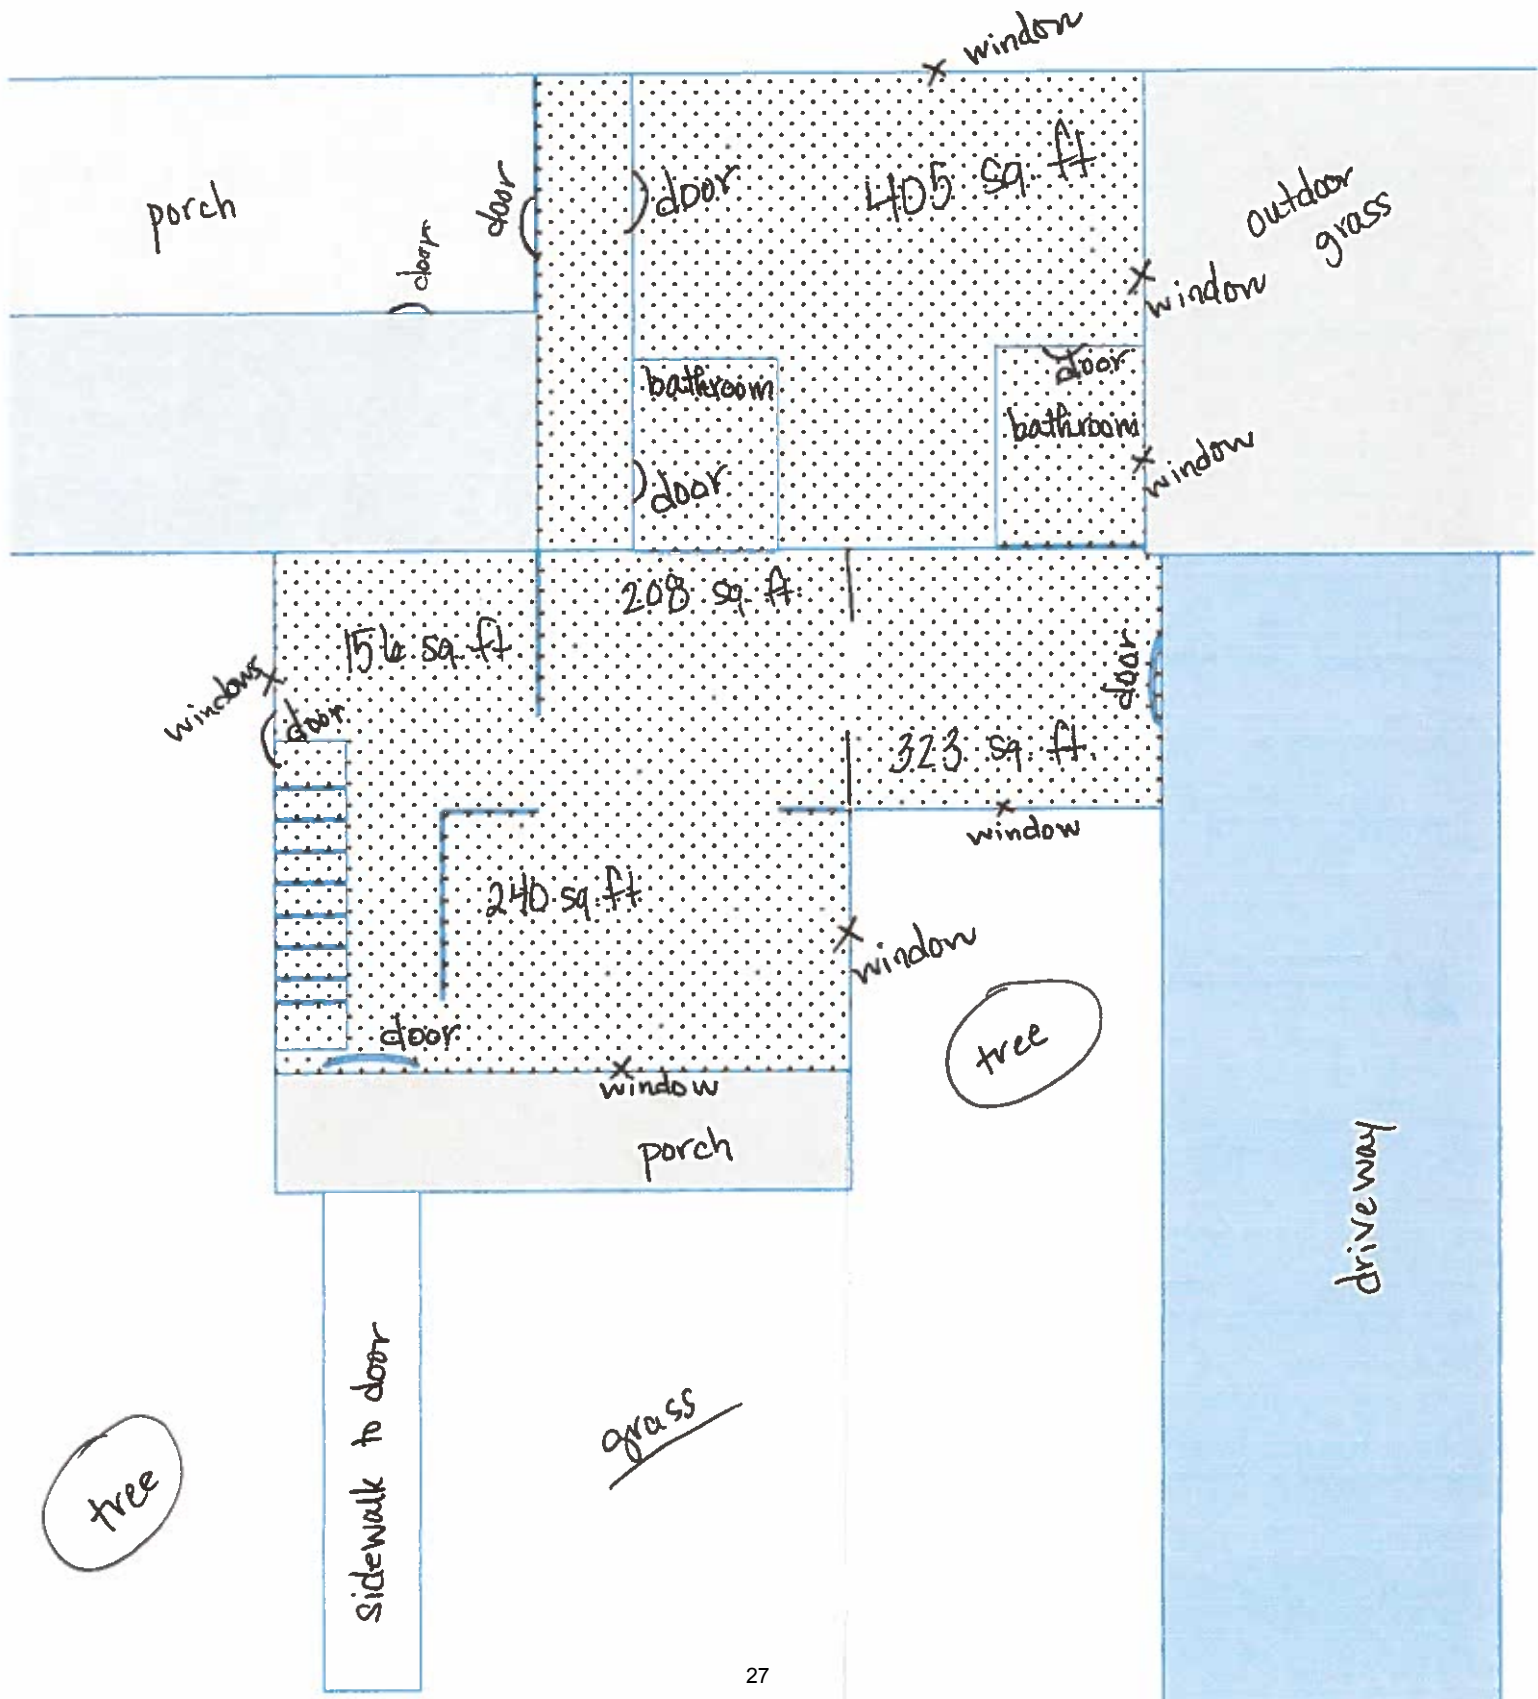 window
porch
door
door
door
405 sq. ft
outdoor
grass
window
bathroom
door
door
bathroom
window
208 sq. ft.
156 sq. ft.
windows
door
door
323 sq. ft.
window
240 sq. ft
window
door
window
tree
porch
driveway
sidewalk to door
grass
tree
27